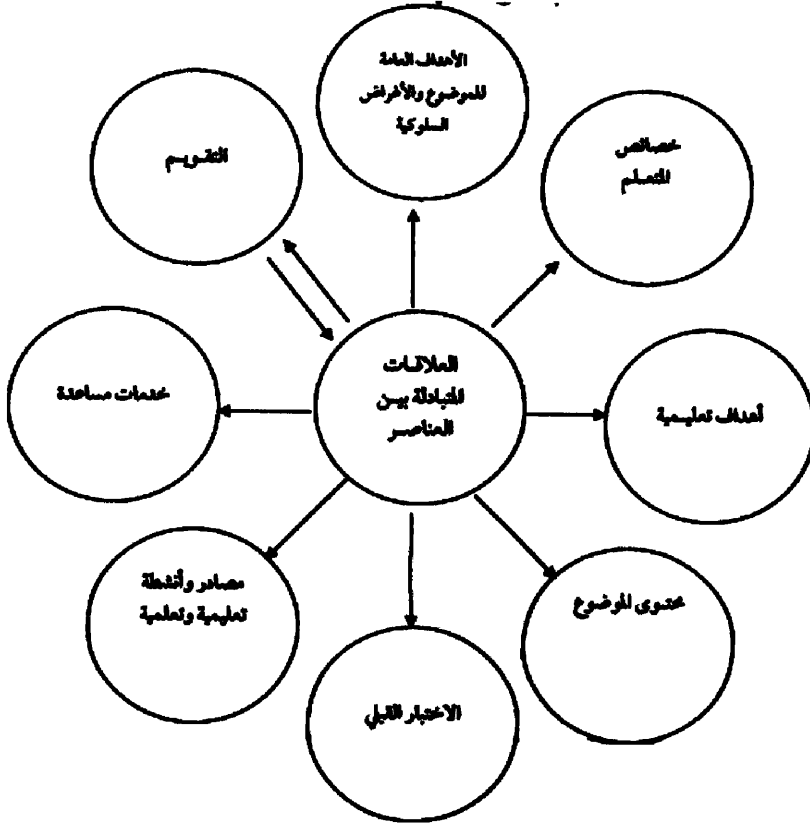 الأهداف العامة
للموضوع والأغراض
السلوكية
خصائص
المتعلم
أهداف تعليمية
محتوى الموضوع
الاختبار القبلي
مصادر وأنشطة
تعليمية وتعلمية
خدمات مساعدة
التقويم
العلاقات
المتبادلة بين
العناصر